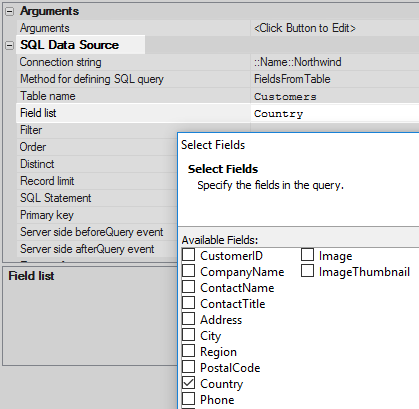 Arguments
Arguments <Click Button to Edit>
SQL Data Source
Connection string ::Name::Northwind
Method for defining SQL query FieldsFromTable
Table name Customers
Field list Country
Filter
Order
Distinct
Record limit
SQL Statement
Primary key
Server side beforeQuery event
Server side afterQuery event
Field list
Select Fields
Select Fields
Specify the fields in the query.
Available Fields:
CustomerID Image
CompanyName ImageThumbnail
ContactName
ContactTitle
Address
City
Region
PostalCode
Country
Phone